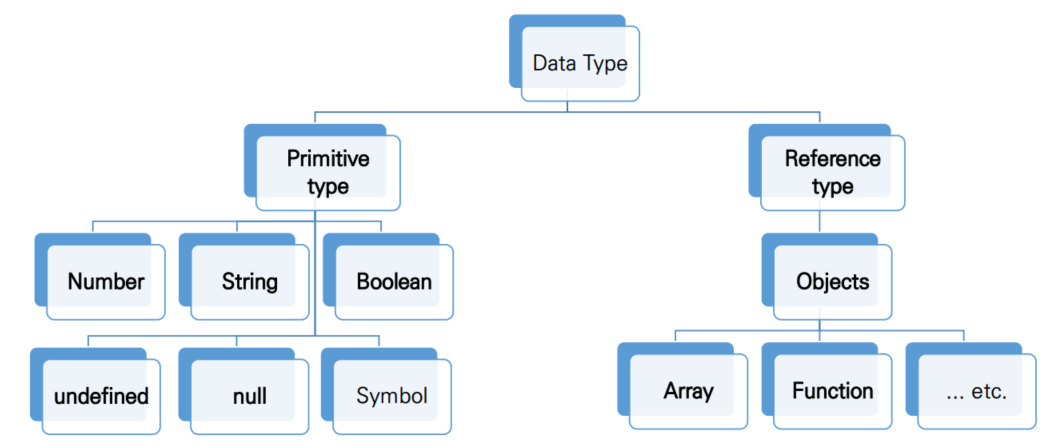 Data Type
Primitive
type
Reference
type
Number
String
Boolean
Objects
undefined
null
Symbol
Array
Function
... etc.